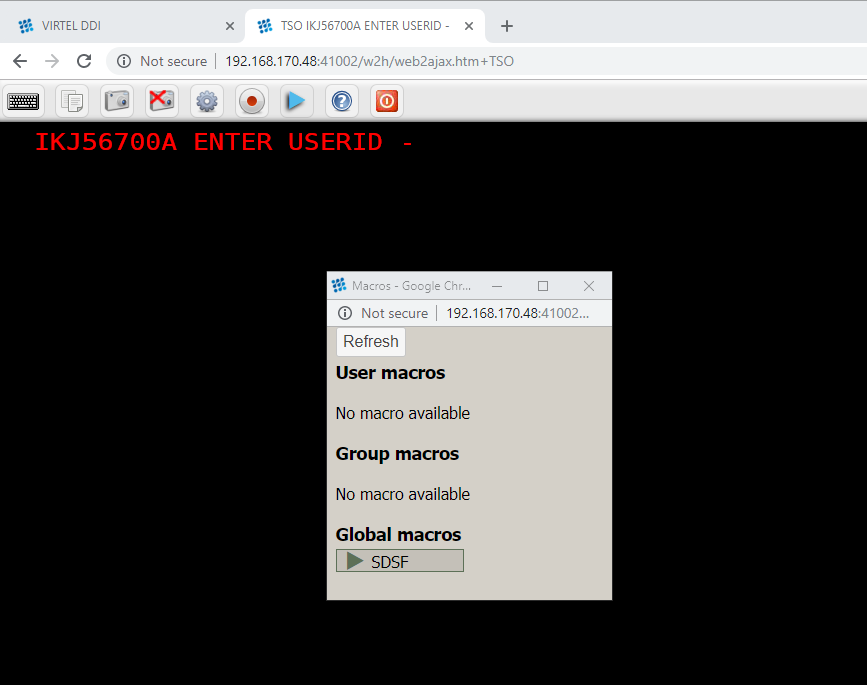 VIRTEL DDI
TSO IKJ56700A ENTER USERID -
Not secure
192.168.170.48:41002/w2h/web2ajax.htm+TSO
IKJ56700A ENTER USERID -
Macros - Google Chr...
Not secure
192.168.170.48:41002...
Refresh
User macros
No macro available
Group macros
No macro available
Global macros
SDSF